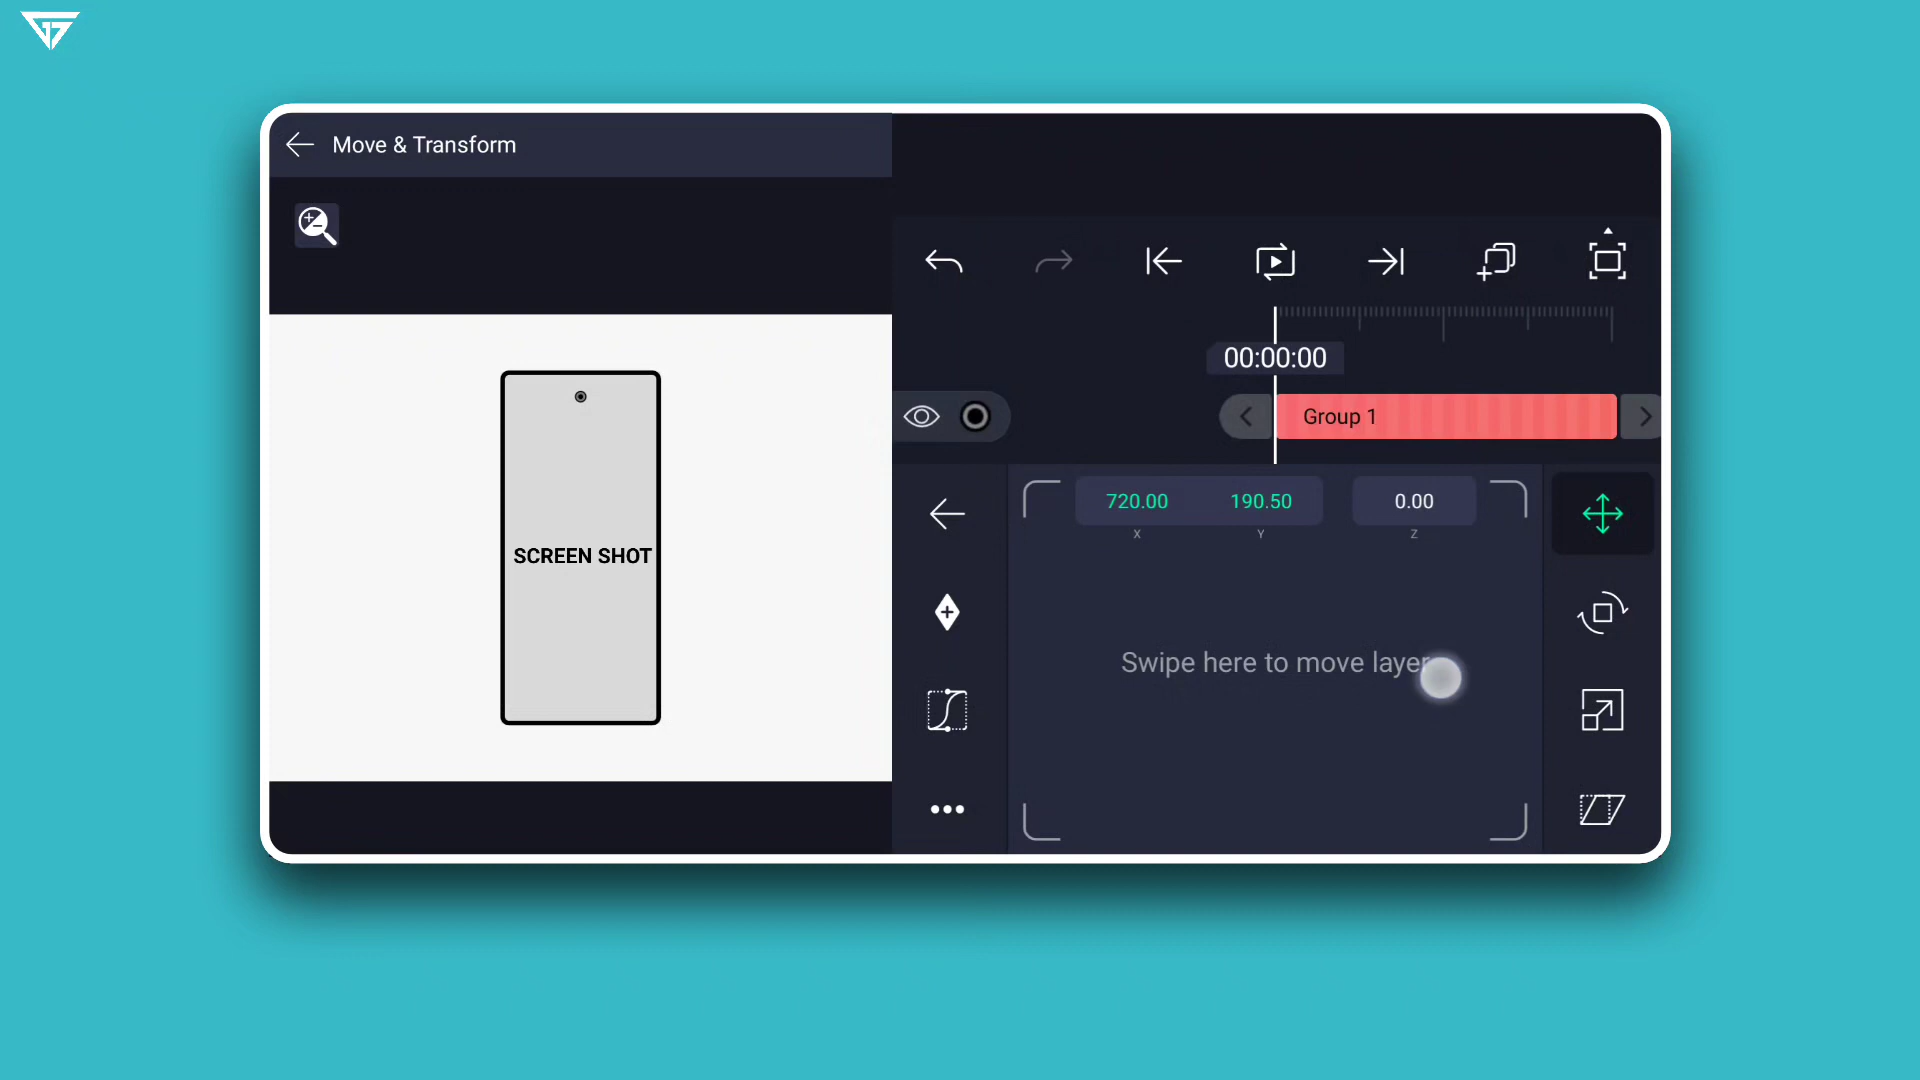 Move & Transform
00:00:00
Group 1
SCREEN SHOT
720.00
190.50
0.00
X
Y
Z
Swipe here to move layer